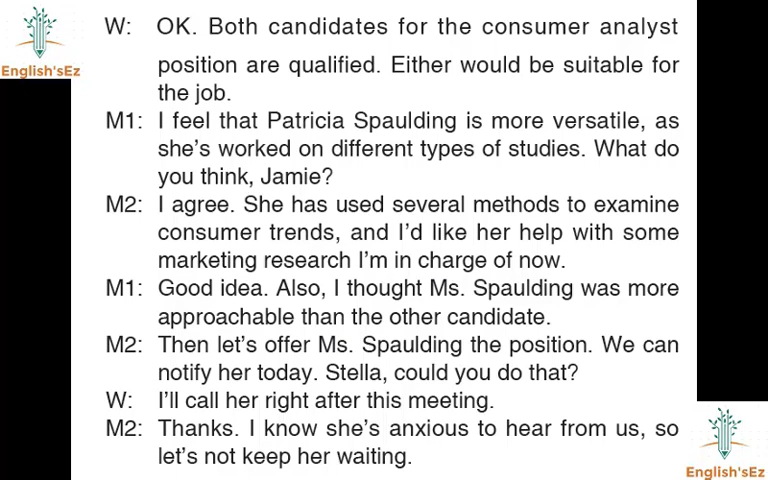 W: OK. Both candidates for the consumer analyst
position are qualified. Either would be suitable for
the job.
M1: I feel that Patricia Spaulding is more versatile, as
she's worked on different types of studies. What do
you think, Jamie?
M2: I agree. She has used several methods to examine
consumer trends, and I'd like her help with some
marketing research I'm in charge of now.
M1: Good idea. Also, I thought Ms. Spaulding was more
approachable than the other candidate.
M2: Then let's offer Ms. Spaulding the position. We can
notify her today. Stella, could you do that?
W: I'll call her right after this meeting.
M2: Thanks. I know she's anxious to hear from us, so
let's not keep her waiting.
English'sEz
English'sEz